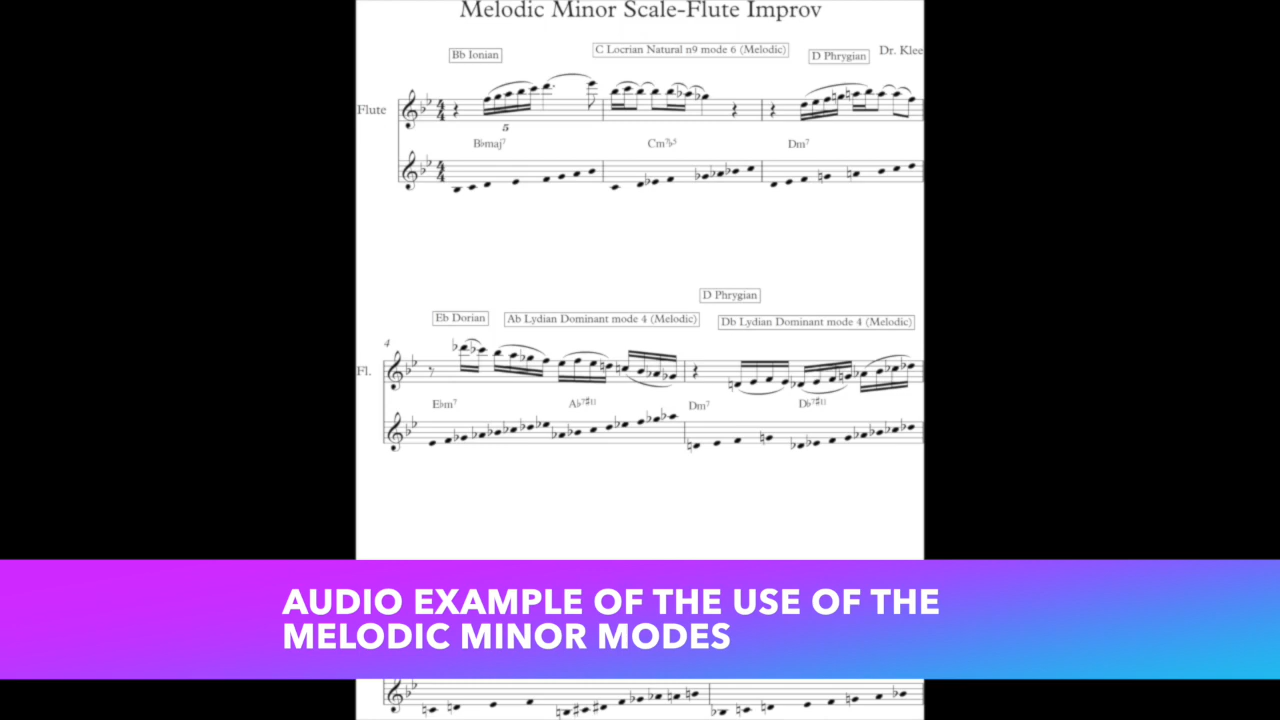 Melodic Minor Scale-Flute Improv
Bb Ionian
C Locrian Natural n9 mode 6 (Melodic)
D Phrygian
Dr. Klee
Flute
5
B♭maj7
Cm7♭5
Dm7
D Phrygian
Eb Dorian
Ab Lydian Dominant mode 4 (Melodic)
Db Lydian Dominant mode 4 (Melodic)
4
Fl.
E♭m7
A♭7#11
Dm7
D♭7#11
AUDIO EXAMPLE OF THE USE OF THE
MELODIC MINOR MODES